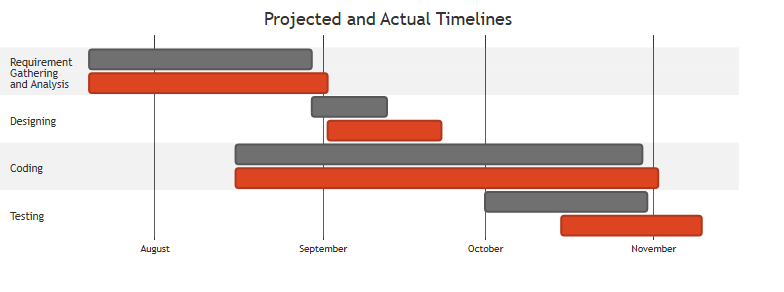 Projected and Actual Timelines
Requirement
Gathering
and Analysis
Designing
Coding
Testing
August
September
October
November